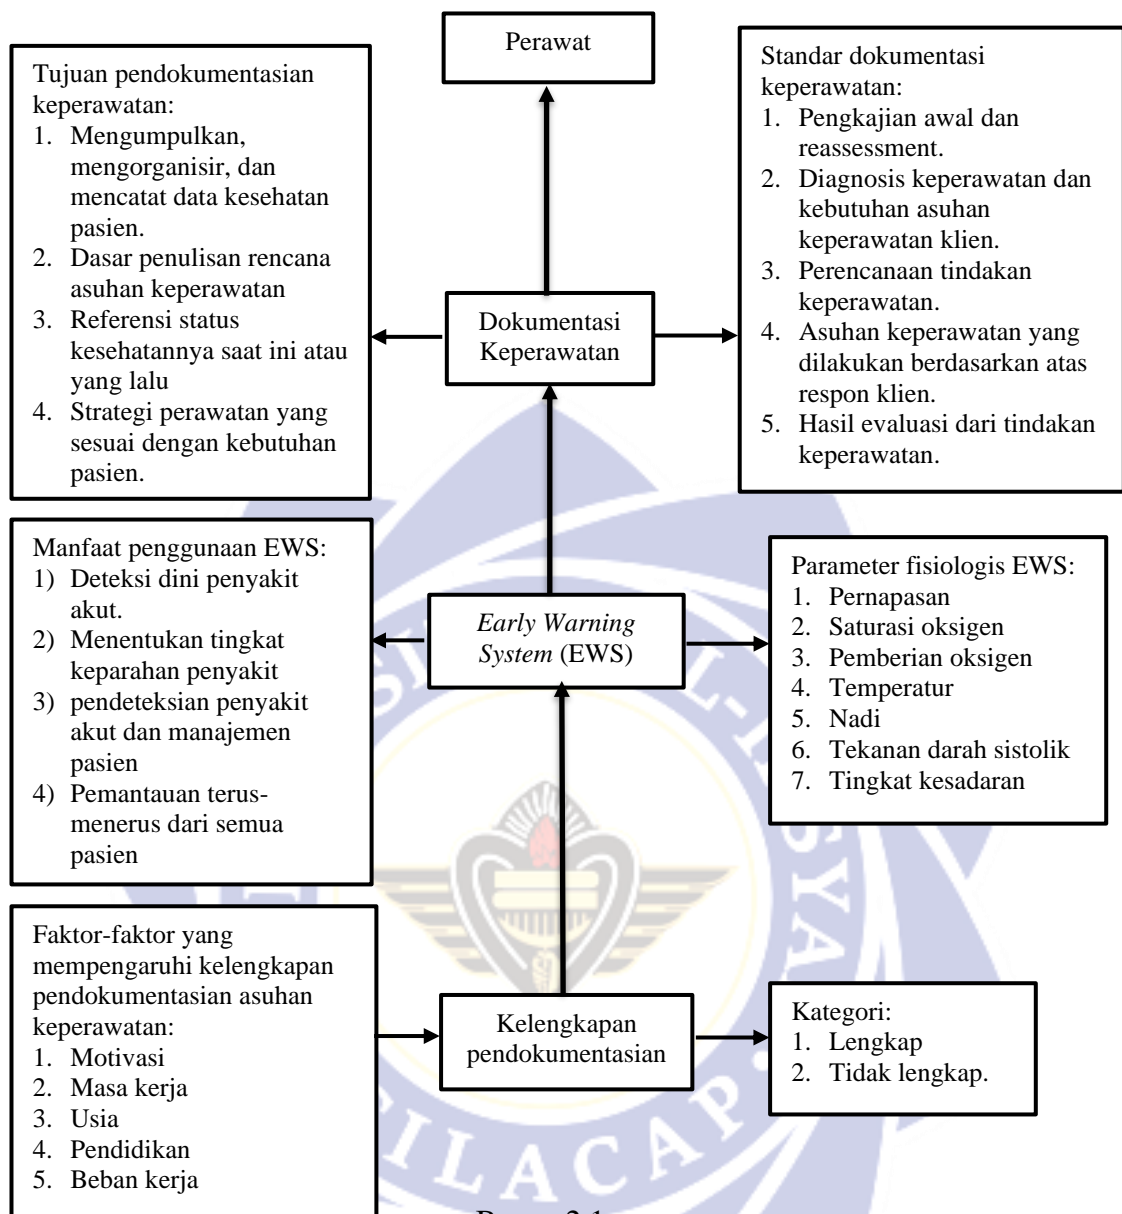 Perawat
Tujuan pendokumentasian
keperawatan:
1. Mengumpulkan,
mengorganisir, dan
mencatat data kesehatan
pasien.
2. Dasar penulisan rencana
asuhan keperawatan
3. Referensi status
kesehatannya saat ini atau
yang lalu
4. Strategi perawatan yang
sesuai dengan kebutuhan
pasien.
Dokumentasi
Keperawatan
Standar dokumentasi
keperawatan:
1. Pengkajian awal dan
reassessment.
2. Diagnosis keperawatan dan
kebutuhan asuhan
keperawatan klien.
3. Perencanaan tindakan
keperawatan.
4. Asuhan keperawatan yang
dilakukan berdasarkan atas
respon klien.
5. Hasil evaluasi dari tindakan
keperawatan.
Manfaat penggunaan EWS:
1) Deteksi dini penyakit
akut.
2) Menentukan tingkat
keparahan penyakit
3) pendeteksian penyakit
akut dan manajemen
pasien
4) Pemantauan terus-
menerus dari semua
pasien
Early Warning
System (EWS)
Parameter fisiologis EWS:
1. Pernapasan
2. Saturasi oksigen
3. Pemberian oksigen
4. Temperatur
5. Nadi
6. Tekanan darah sistolik
7. Tingkat kesadaran
Faktor-faktor yang
mempengaruhi kelengkapan
pendokumentasian asuhan
keperawatan:
1. Motivasi
2. Masa kerja
3. Usia
4. Pendidikan
5. Beban kerja
Kelengkapan
pendokumentasian
Kategori:
1. Lengkap
2. Tidak lengkap.
CILACAP